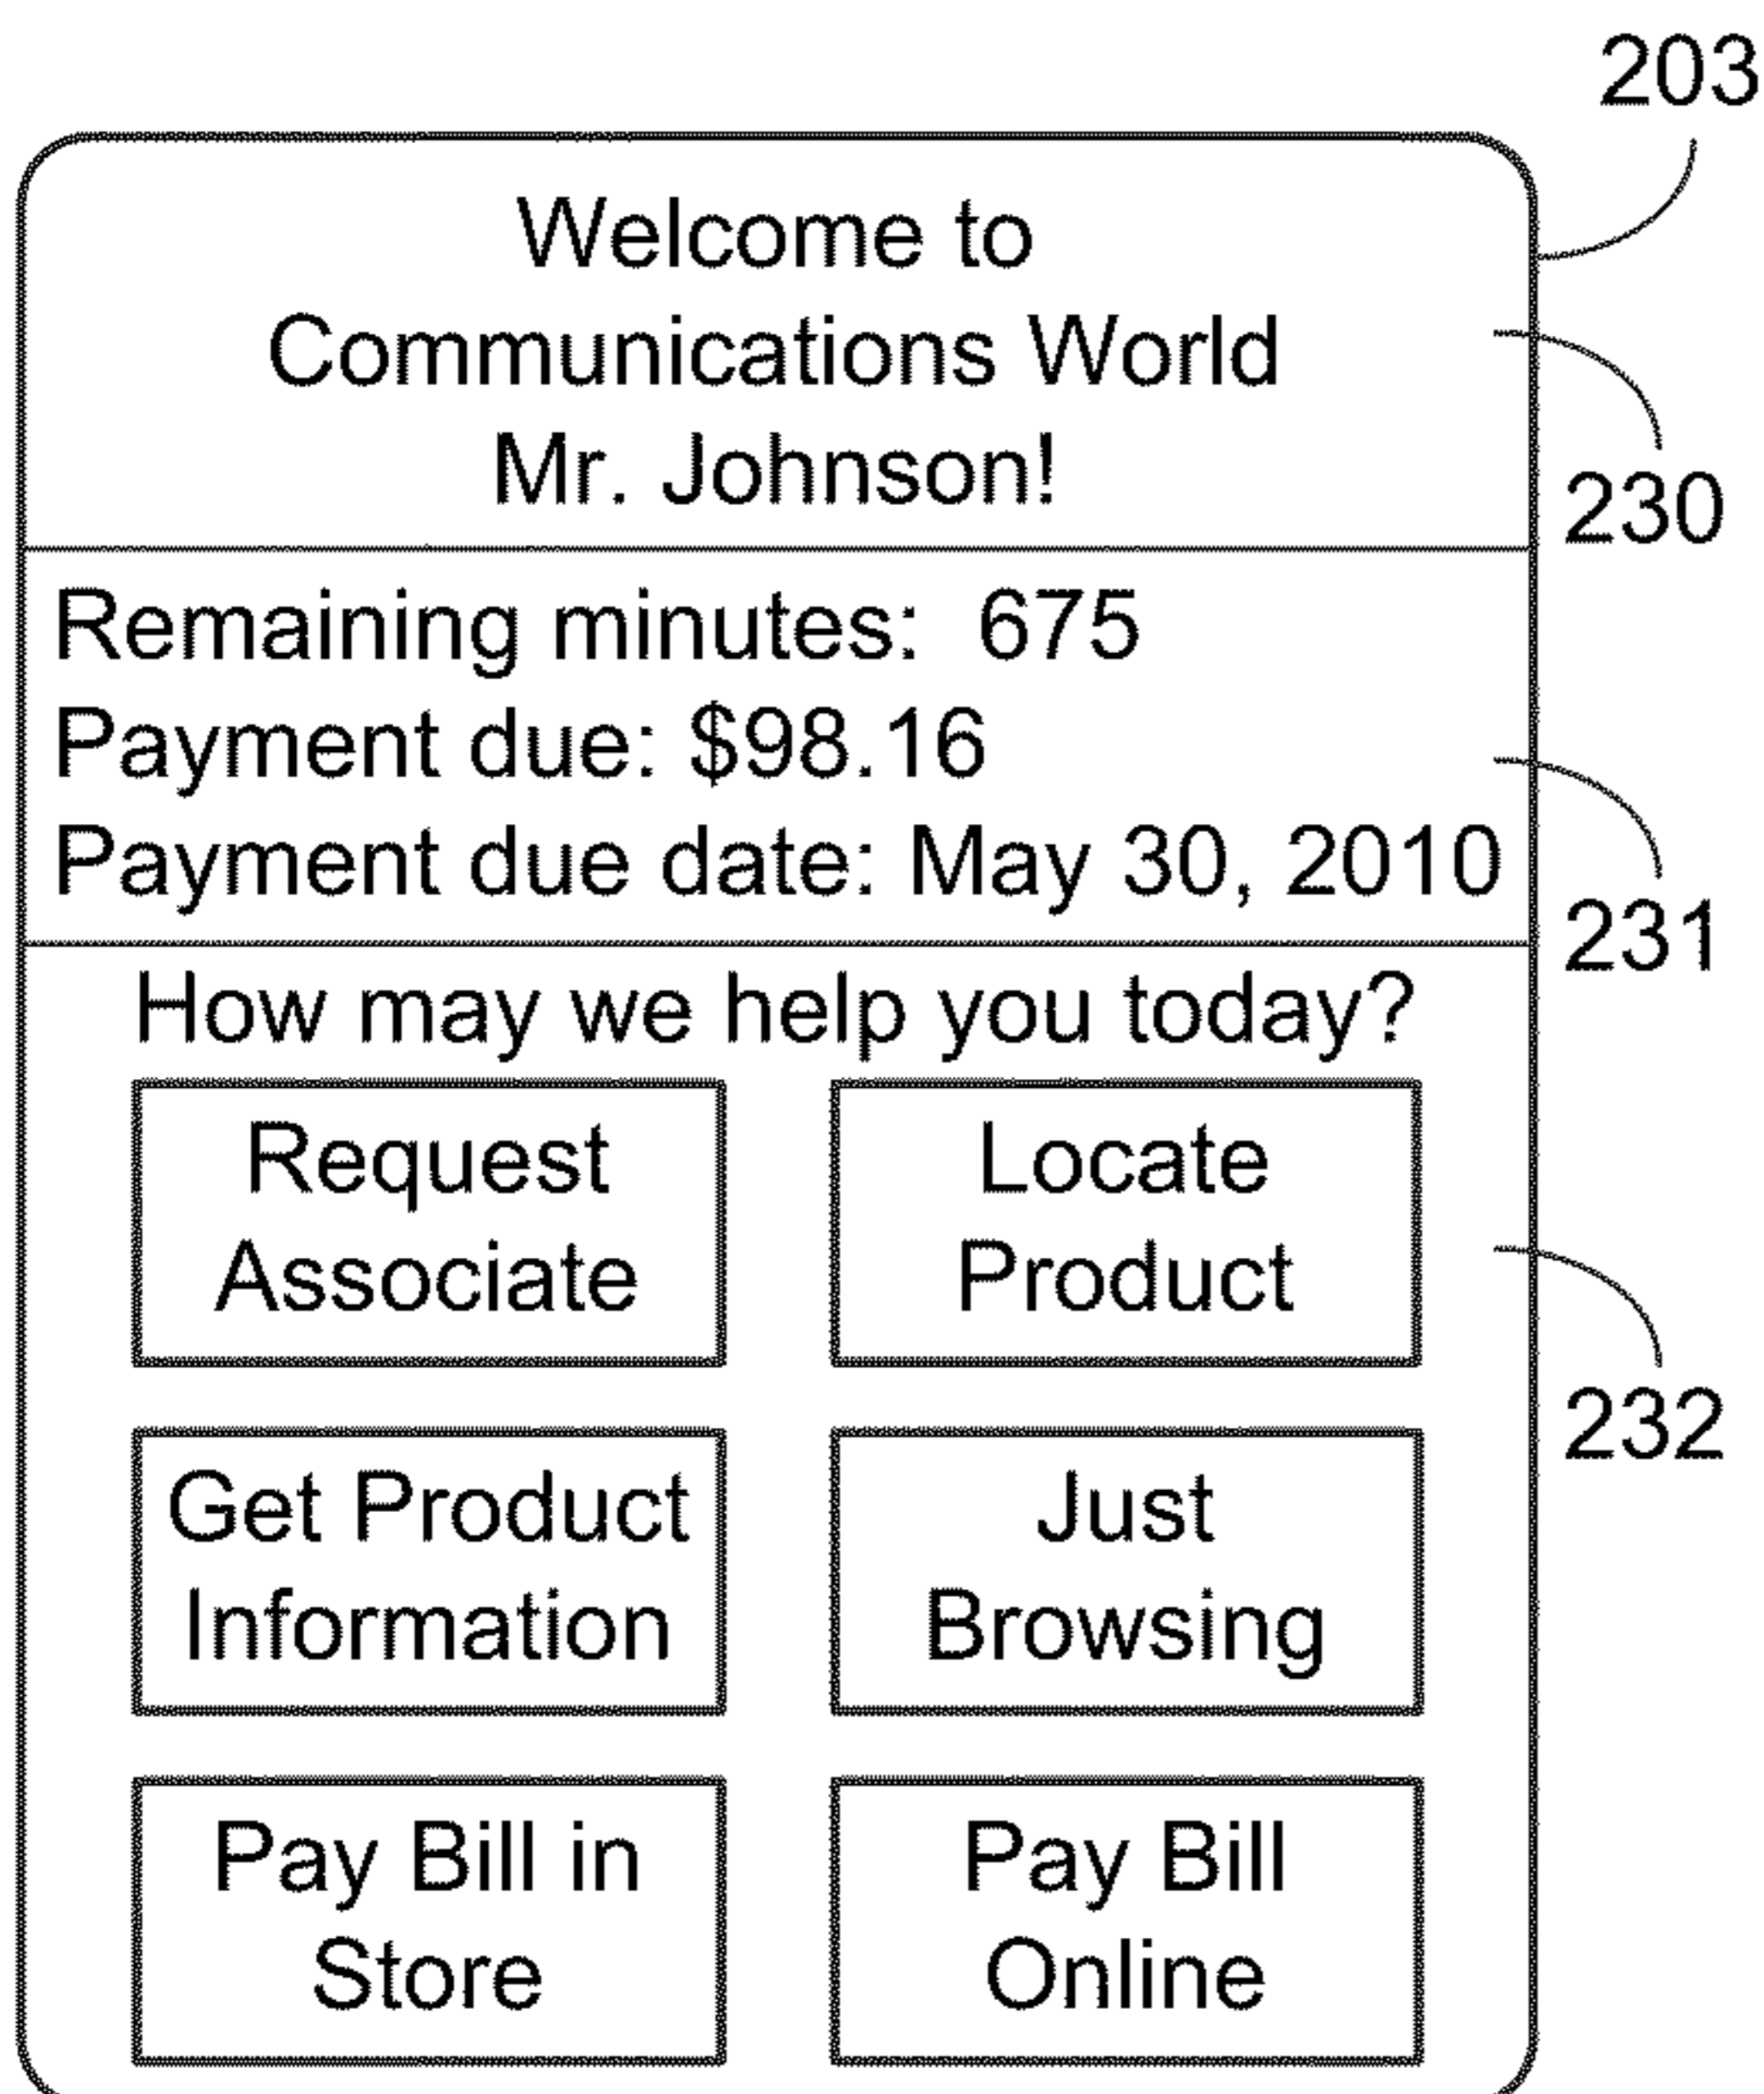 203
Welcome to
Communications World
Mr. Johnson!
230
Remaining minutes: 675
Payment due: $98.16
Payment due date: May 30, 2010
231
How may we help you today?
Request
Associate
Locate
Product
232
Get Product
Information
Just
Browsing
Pay Bill in
Store
Pay Bill
Online